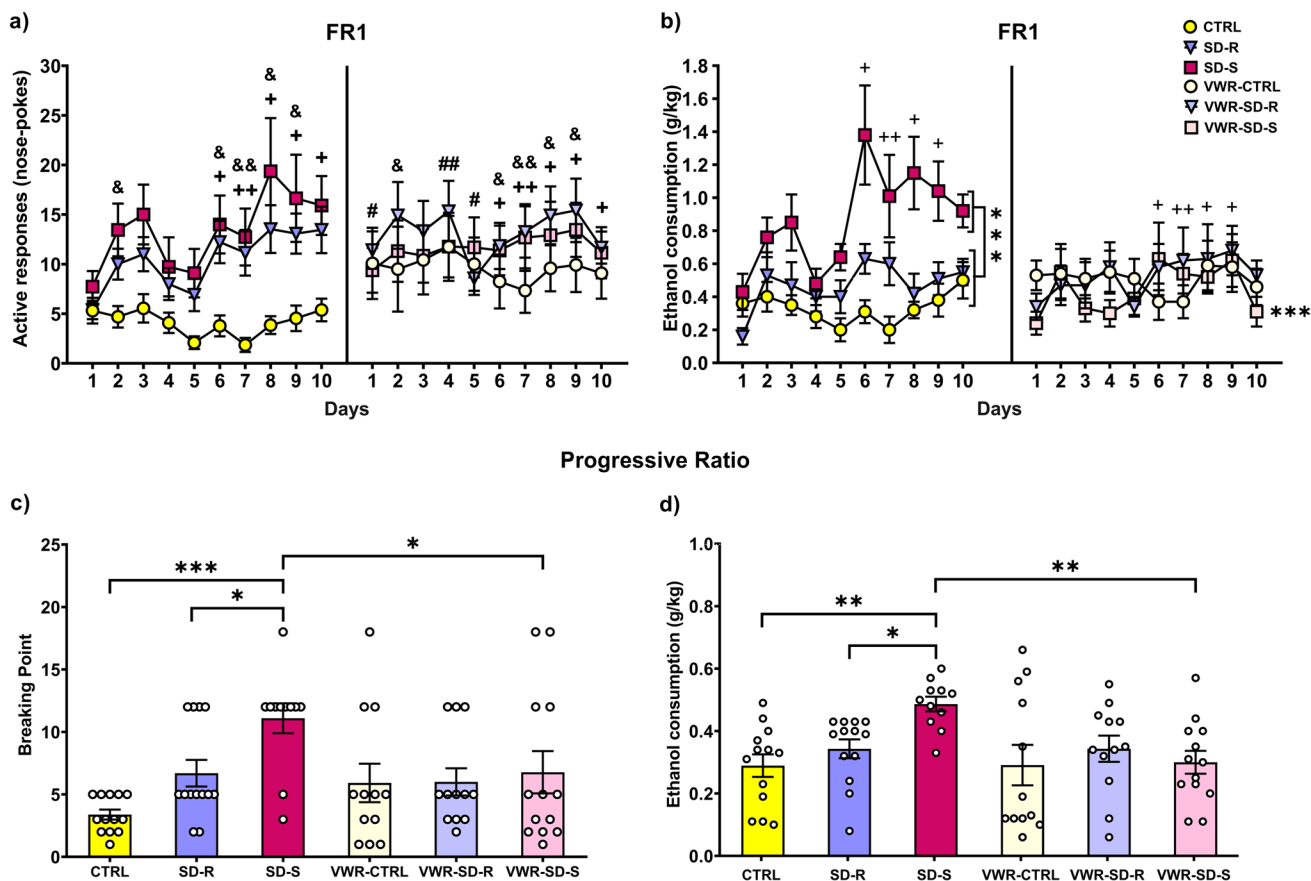 a)
FR1
Active responses (nose-pokes)
30
25
20
15
10
5
0
& & & && & + & + && ++ & + & + +
# & ## # & + && ++ & + & + +
1 2 3 4 5 6 7 8 9 10 1 2 3 4 5 6 7 8 9 10
Days Days
b)
FR1
CTRL
SD-R
SD-S
VWR-CTRL
VWR-SD-R
VWR-SD-S
Ethanol consumption (g/kg)
1.8
1.6
1.4
1.2
1.0
0.8
0.6
0.4
0.2
0.0
+ ++ + +
***
+ ++ + +
***
1 2 3 4 5 6 7 8 9 10 1 2 3 4 5 6 7 8 9 10
Days Days
Progressive Ratio
c)
Breaking Point
25
20
15
10
5
0
*
***
*
CTRL SD-R SD-S VWR-CTRL VWR-SD-R VWR-SD-S
d)
Ethanol consumption (g/kg)
1.0
0.8
0.6
0.4
0.2
0.0
**
**
*
CTRL SD-R SD-S VWR-CTRL VWR-SD-R VWR-SD-S